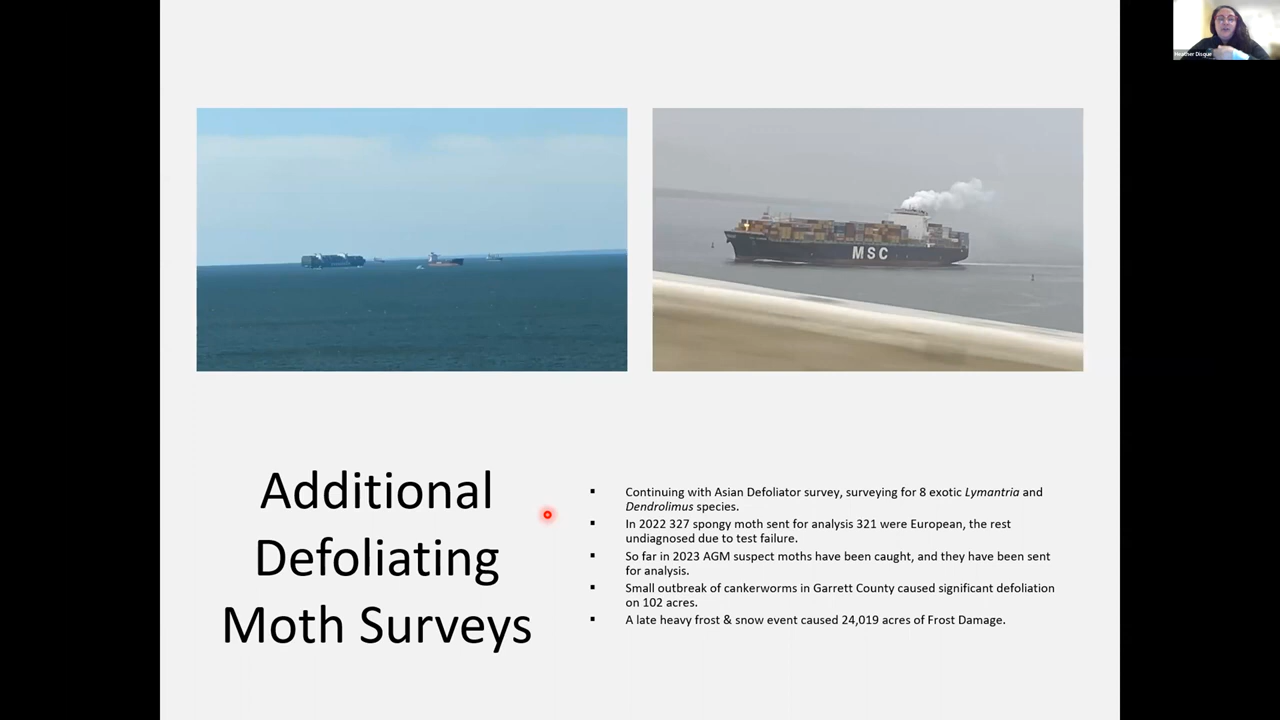 Heather Disque
MSC
Additional
Defoliating
Moth Surveys
▪ Continuing with Asian Defoliator survey, surveying for 8 exotic Lymantria and
Dendrolimus species.
▪ In 2022 327 spongy moth sent for analysis 321 were European, the rest
undiagnosed due to test failure.
▪ So far in 2023 AGM suspect moths have been caught, and they have been sent
for analysis.
▪ Small outbreak of cankerworms in Garrett County caused significant defoliation
on 102 acres.
▪ A late heavy frost & snow event caused 24,019 acres of Frost Damage.